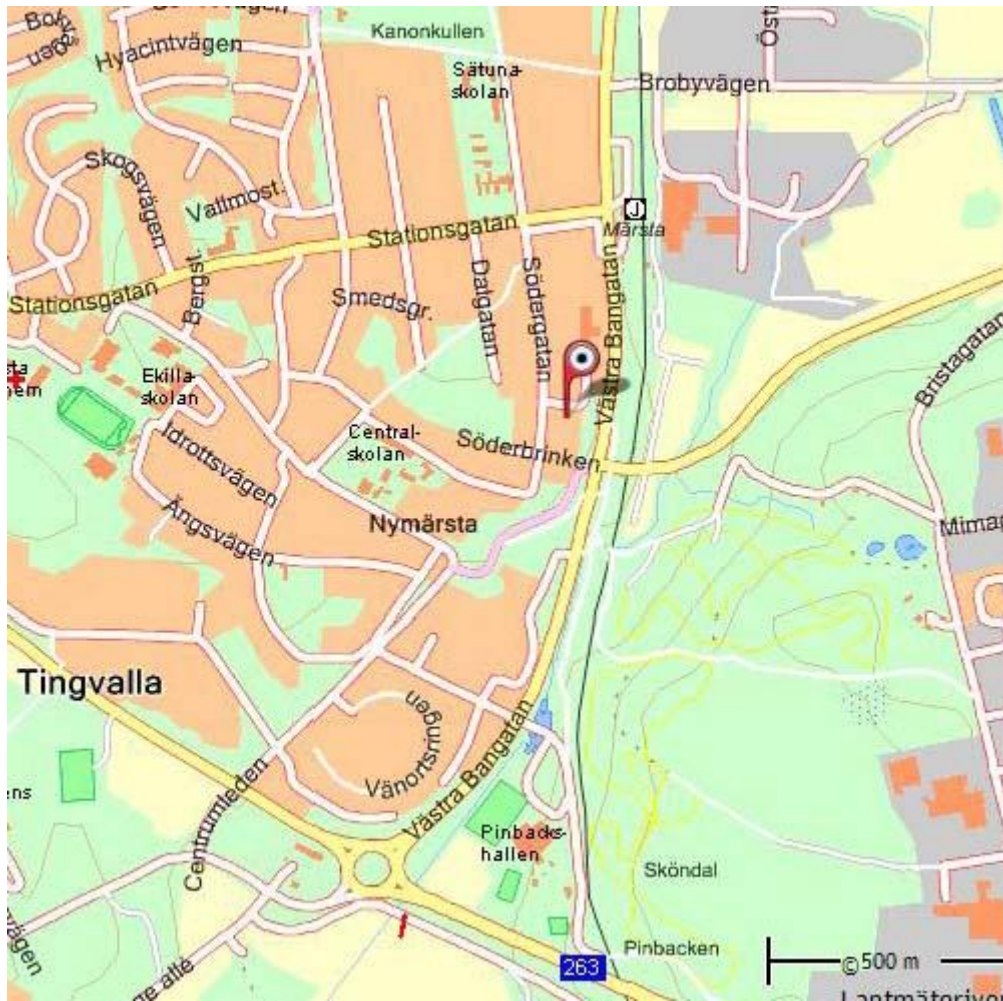 Kanonkullen
Hyacintvägen
Sätuna-
skolan
Brobyvägen
Skogsvägen
Vallmost.
J
Märsta
Stationsgatan
Bergst.
Stationsgatan
Smedsgr.
Dalgatan
Södergatan
Västra Bangatan
Bristagatan
Ekilla-
skolan
Central-
skolan
Söderbrinken
Idrottsvägen
Ängsvägen
Nymärsta
Tingvalla
Vänortsringen
Västra Bangatan
Centrumleden
Pinbacks-
hallen
Sköndal
Pinbacken
263
©500 m